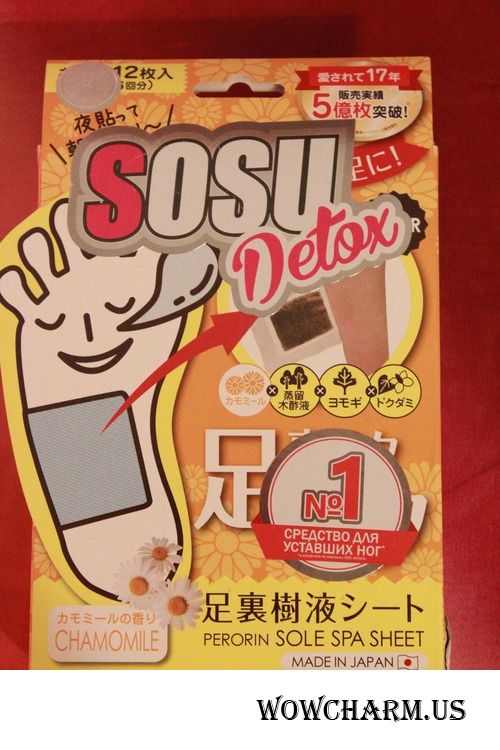 12枚入
回分)
愛されて17年
販売実績
5億枚突破!
夜貼って
足に!
SOSU
Detox
カモミール
蒸留
木酢液
ヨモギ
ドクダミ
足
№1
СРЕДСТВО ДЛЯ
УСТАВШИХ НОГ*
カモミールの香り
CHAMOMILE
足裏樹液シート
PERORIN SOLE SPA SHEET
MADE IN JAPAN
WOWCHARM.US